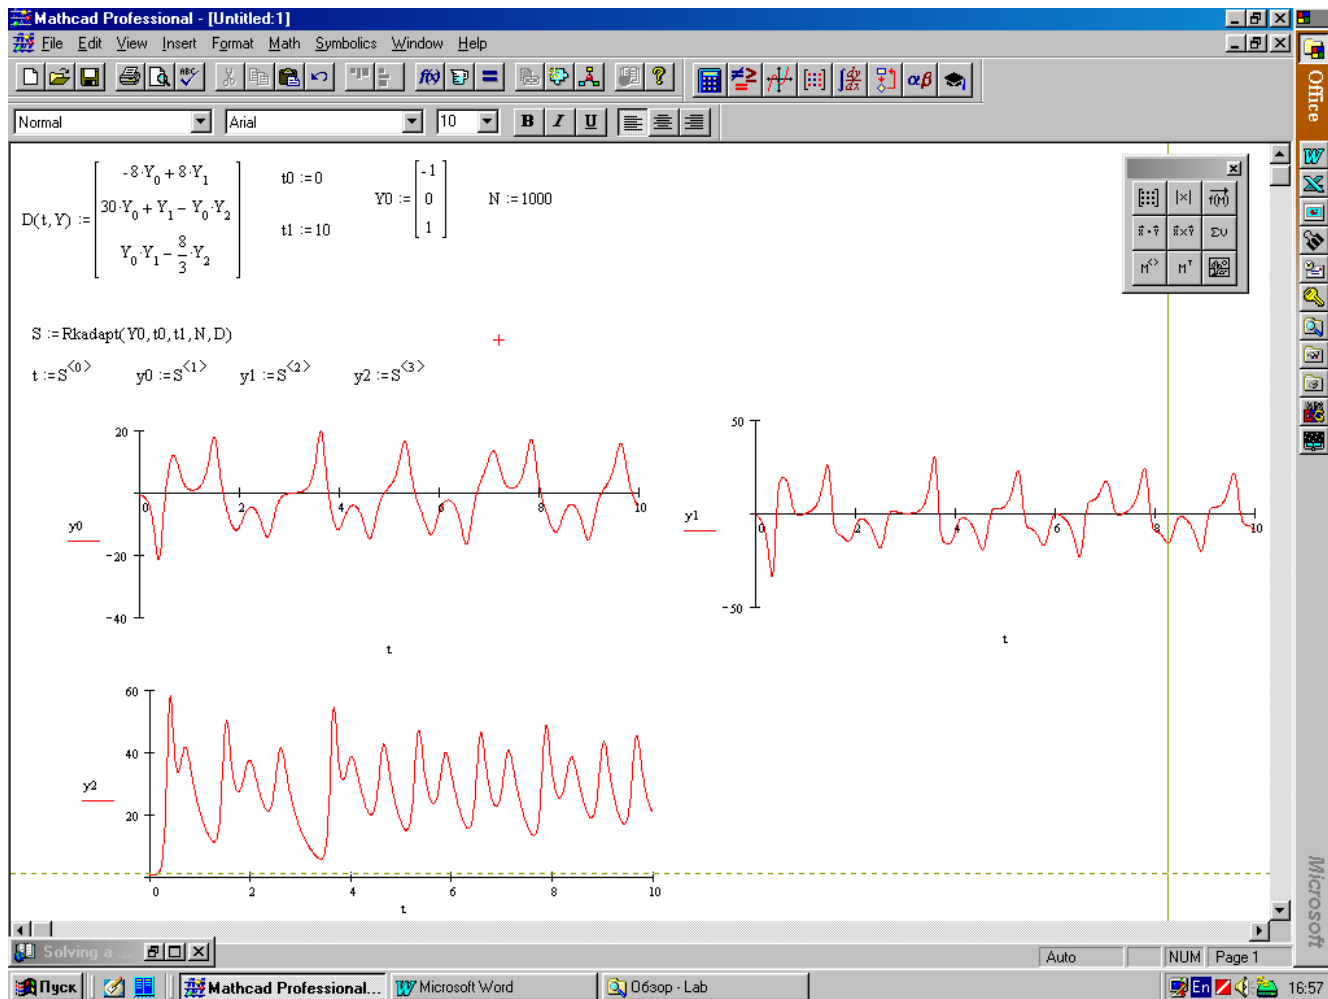 Mathcad Professional - [Untitled:1]
File Edit View Insert Format Math Symbolics Window Help
Normal Arial 10 B I U
Office
D(t,Y) := [ -8·Y₀ + 8·Y₁
30·Y₀ + Y₁ − Y₀·Y₂
Y₀·Y₁ − 8/3·Y₂ ]
t0 := 0
t1 := 10
Y0 := [ -1
0
1 ]
N := 1000
S := Rkadapt(Y0,t0,t1,N,D)
t := S^<0> y0 := S^<1> y1 := S^<2> y2 := S^<3>
20
0 2 4 6 8 10
y0
−20
−40
t
50
0 2 4 6 8 10
y1
−50
t
60
40
y2
20
0 2 4 6 8 10
t
Microsoft
Solving a ...
Auto NUM Page 1
Пуск Mathcad Professional... Microsoft Word Обзор - Lab En 16:57